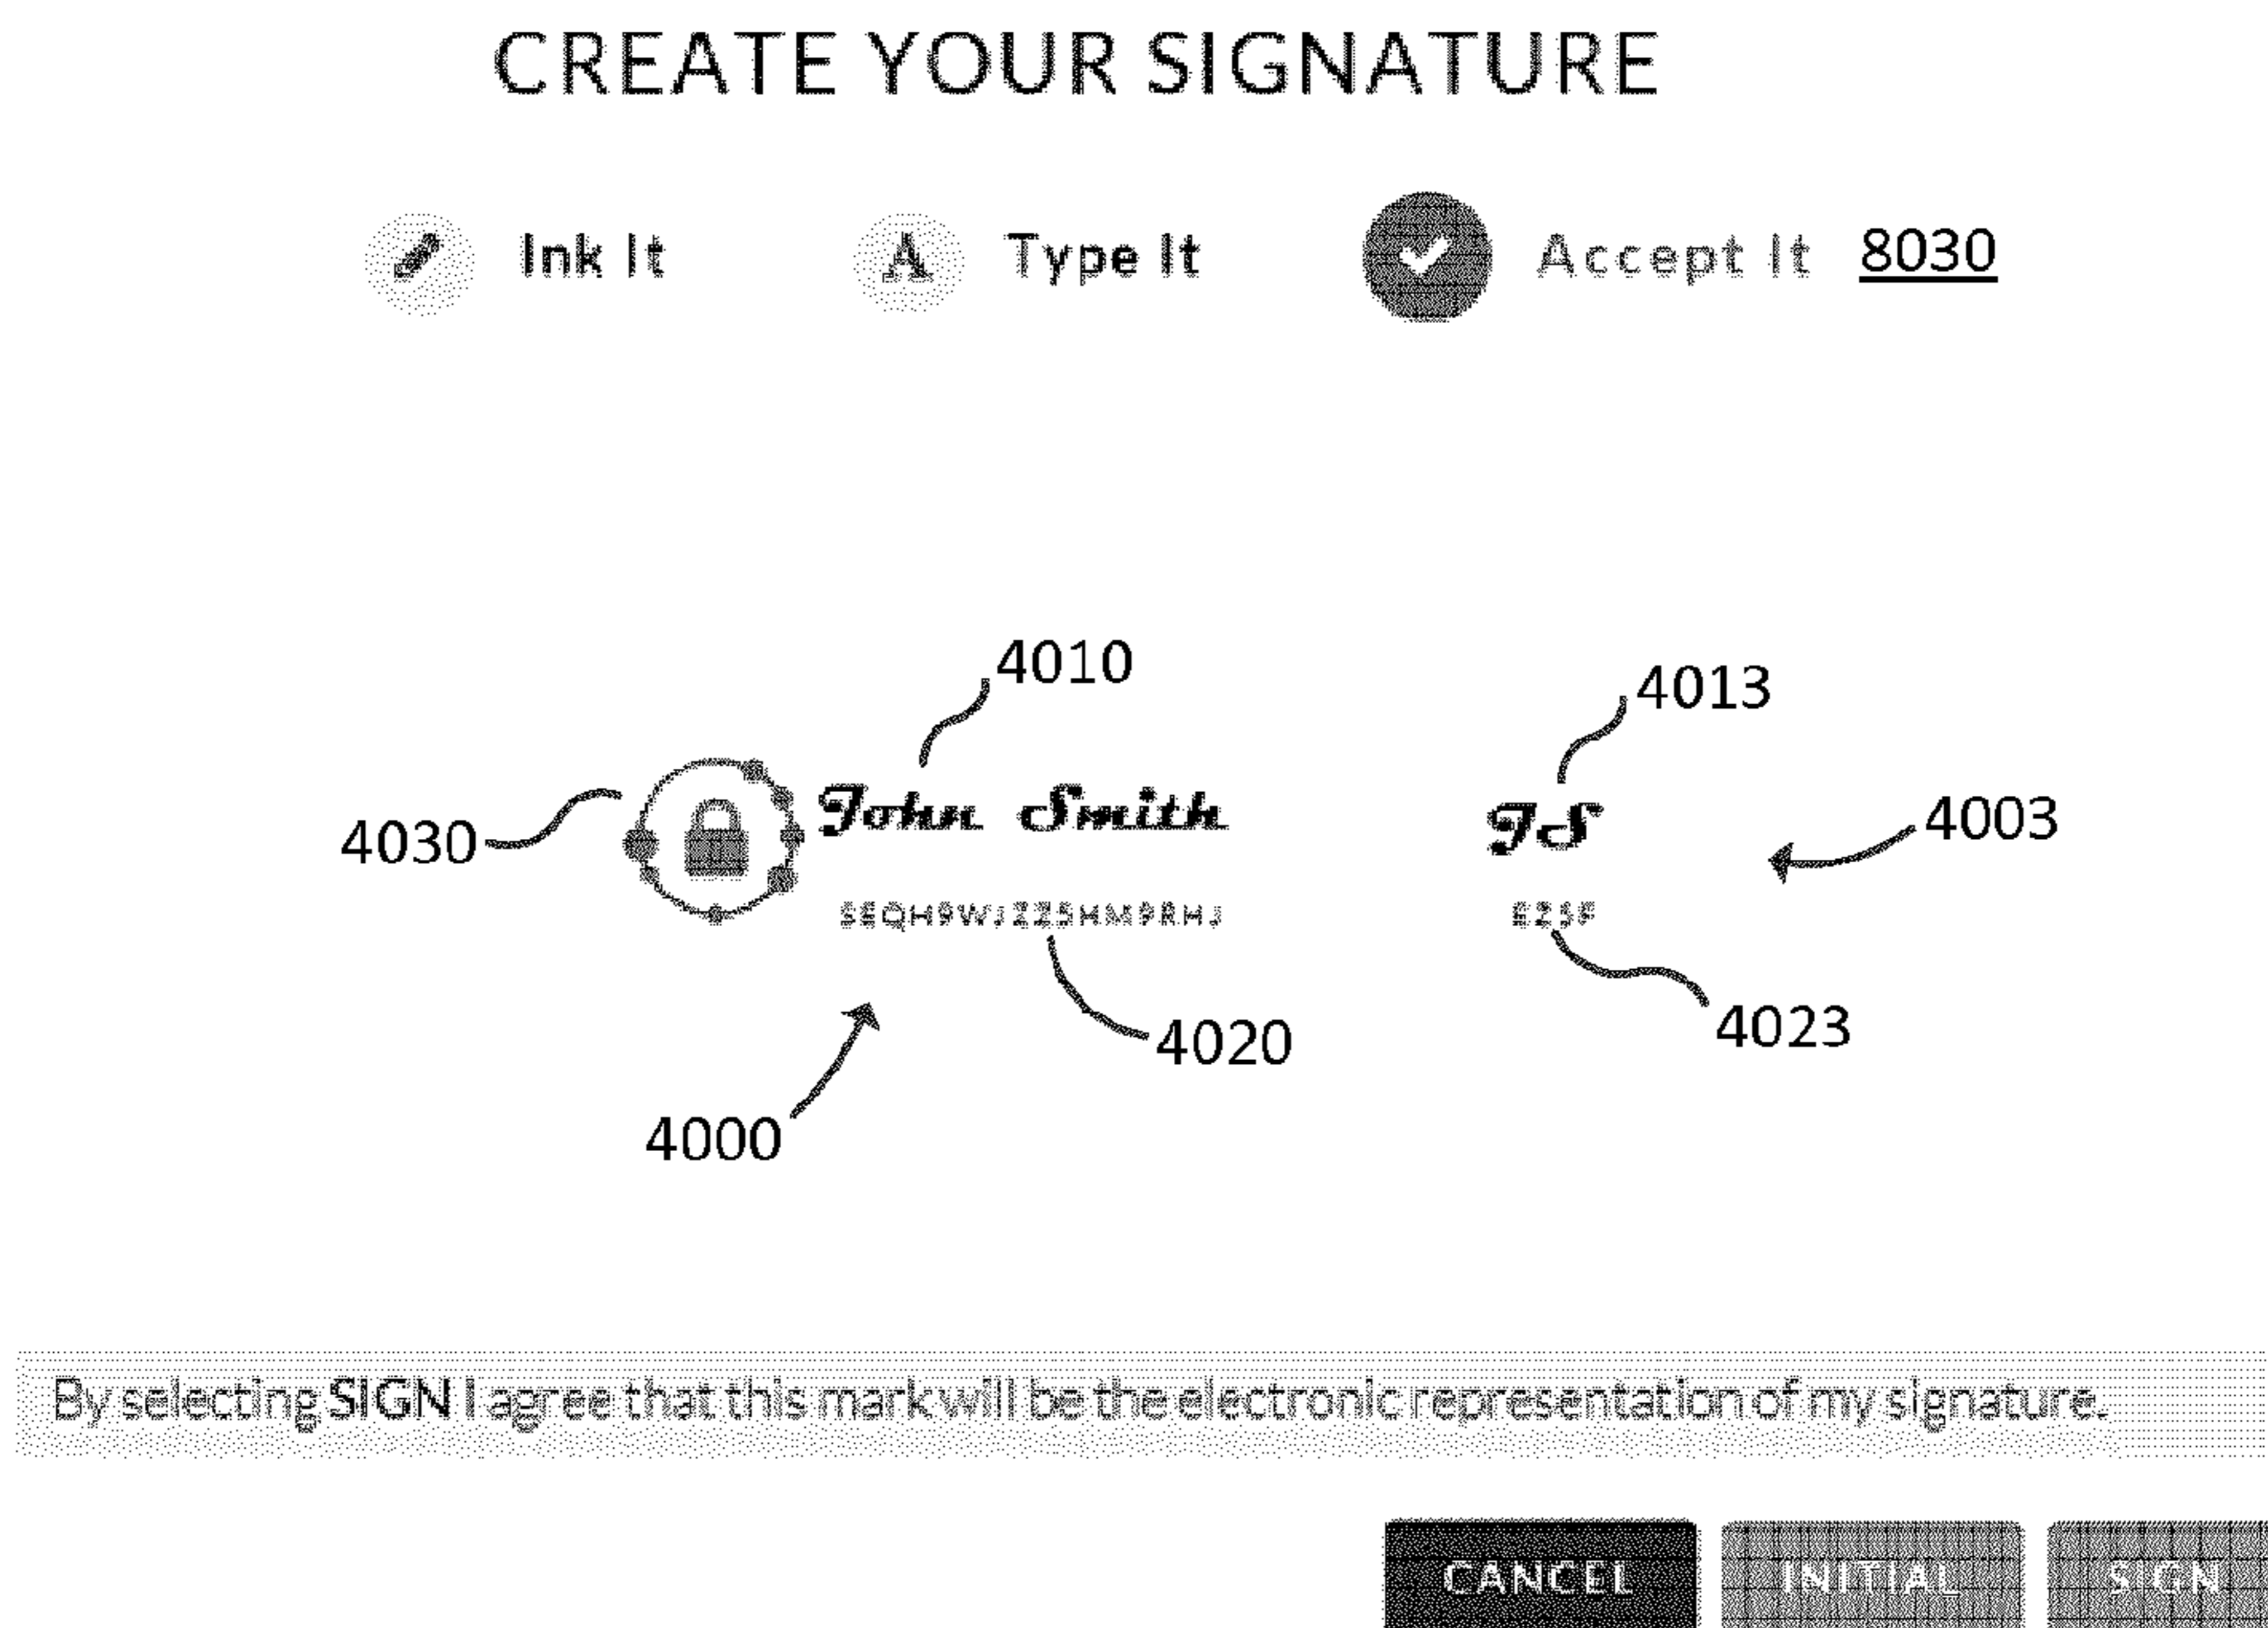 CREATE YOUR SIGNATURE
Ink It A Type It Accept It 8030
4010
4013
4030 John Smith JS 4003
4020
4023
4000
By selecting SIGN I agree that this mark will be the electronic representation of my signature.
CANCEL INITIAL SIGN